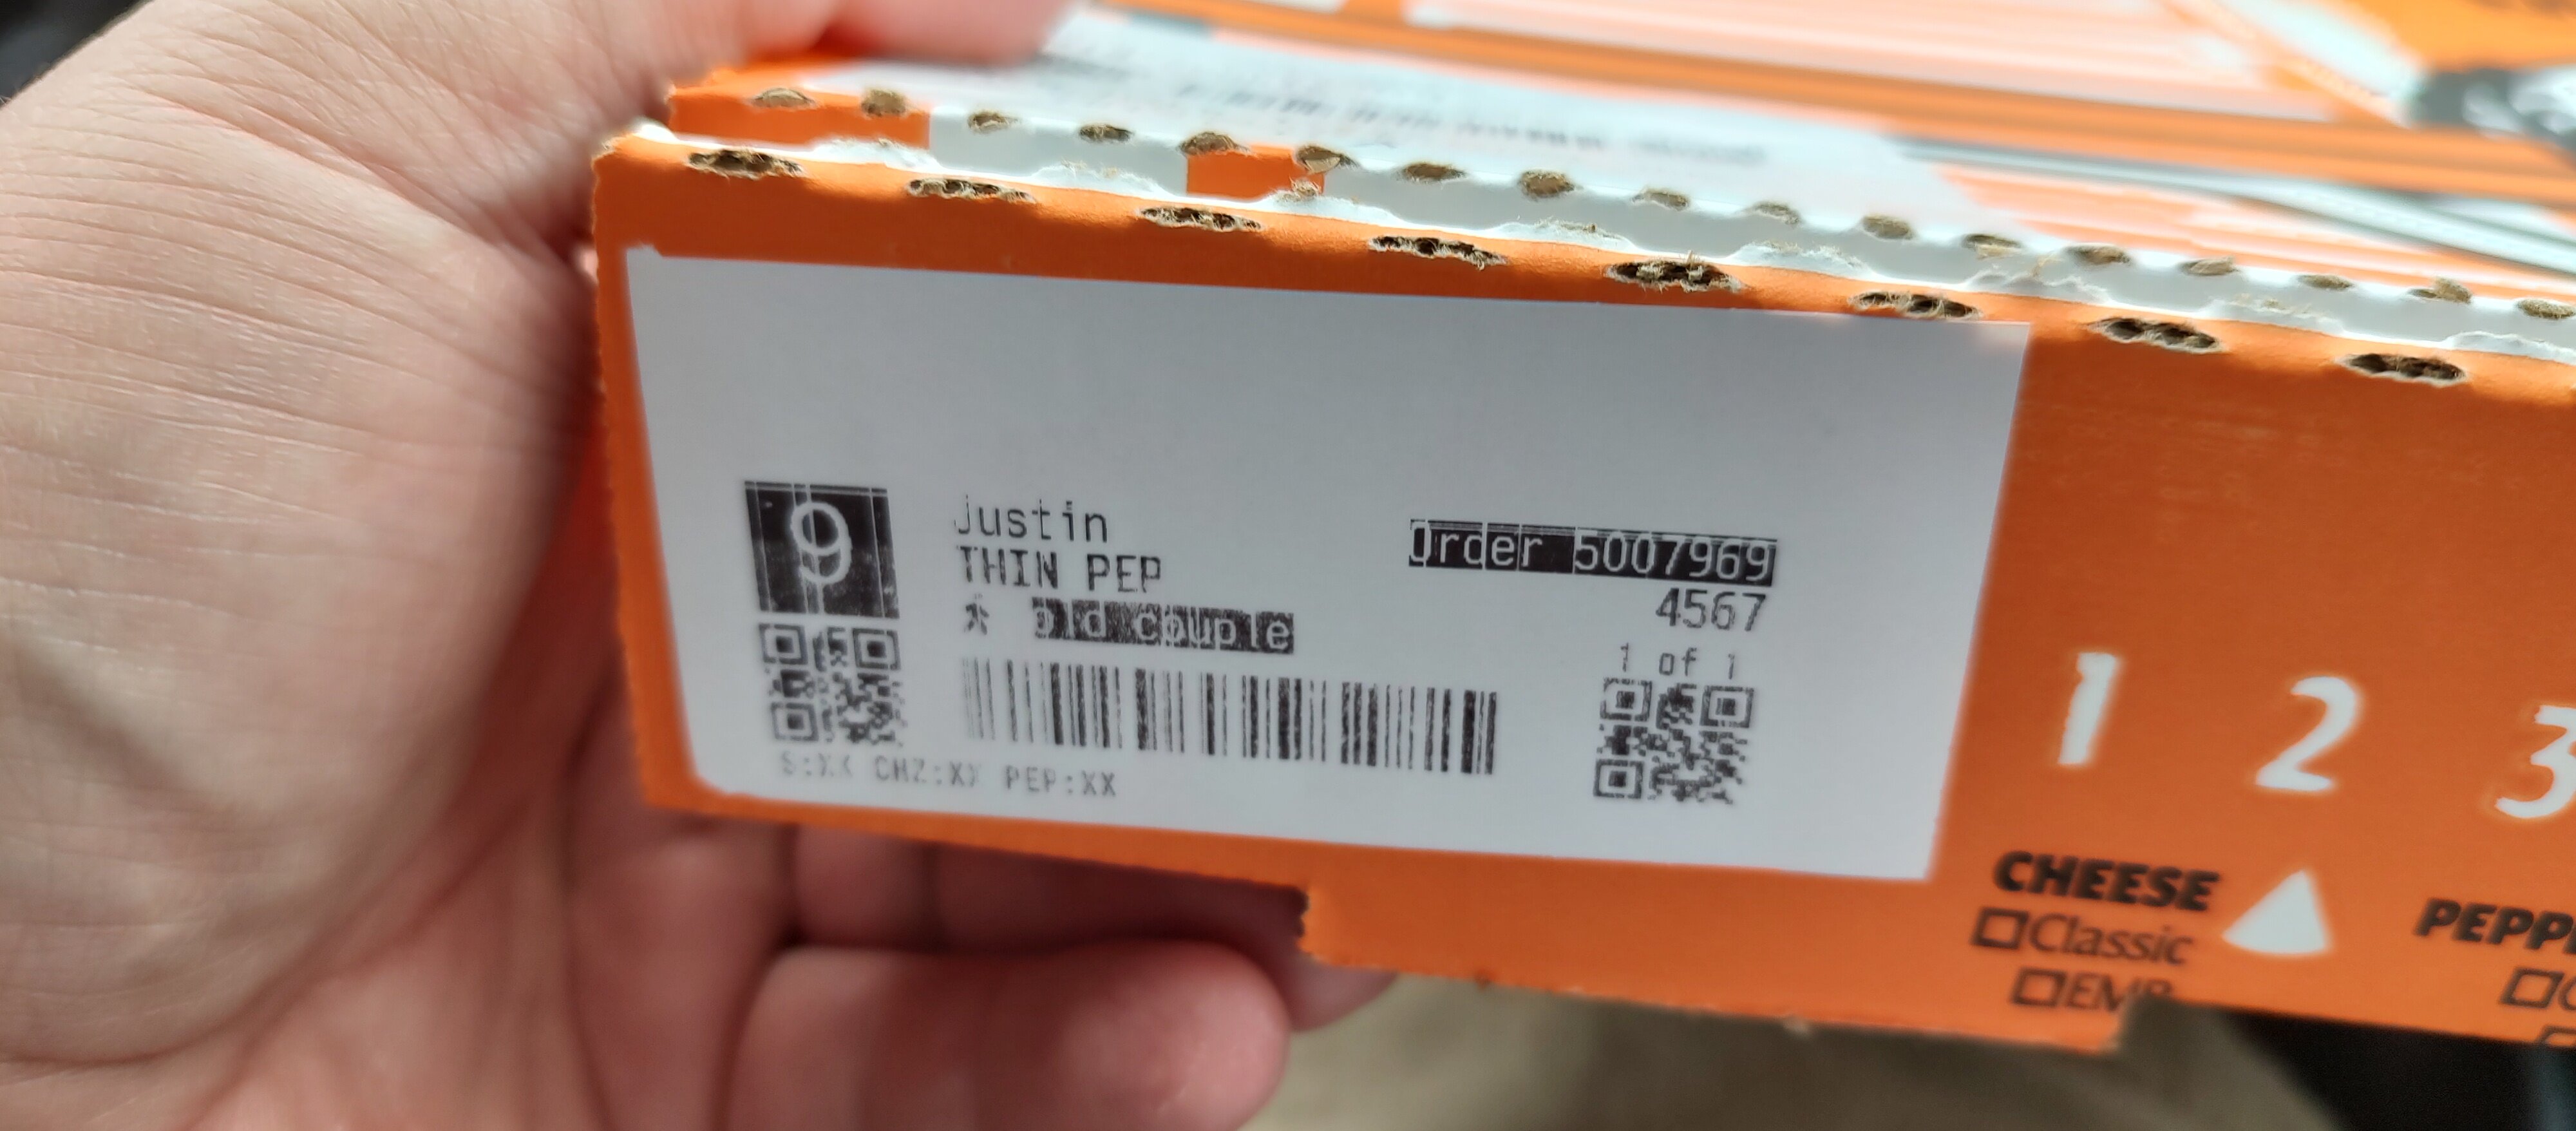 9
Justin
THIN PEP
old couple
Order 5007969
4567
1 of 1
S:XX CHZ:XX PEP:XX
1 2 3
CHEESE
Classic